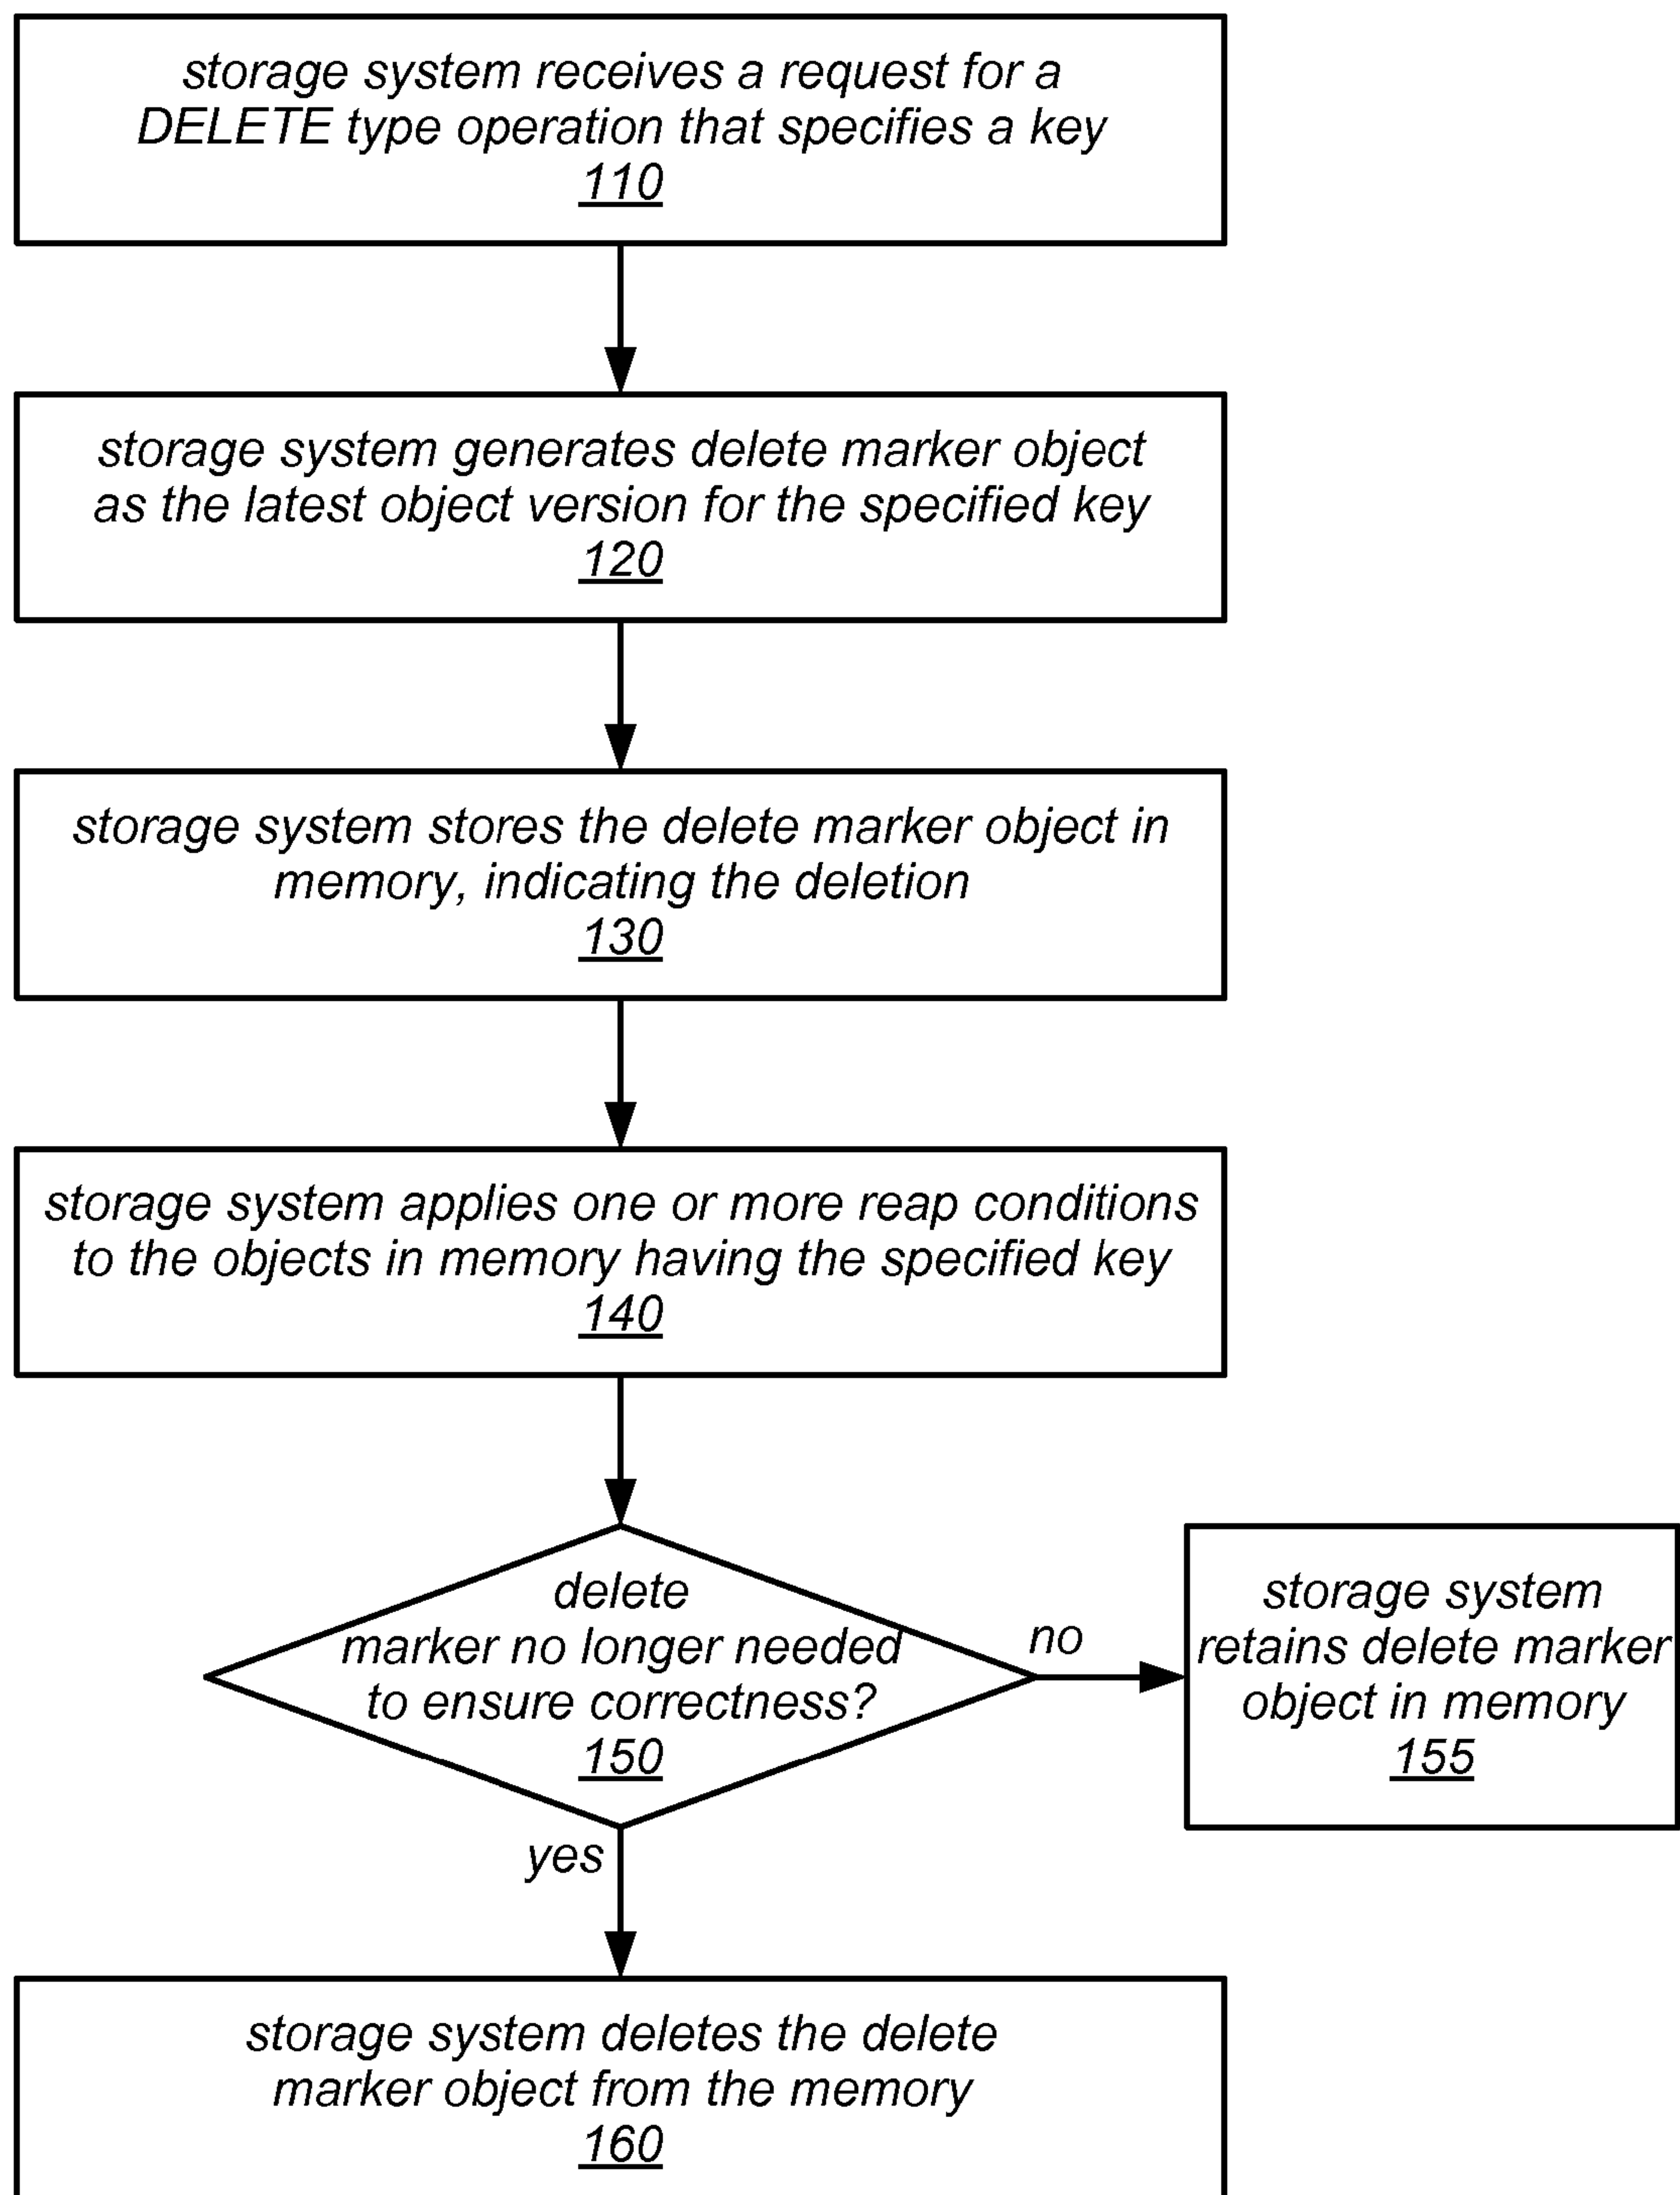 storage system receives a request for a
DELETE type operation that specifies a key
110
storage system generates delete marker object
as the latest object version for the specified key
120
storage system stores the delete marker object in
memory, indicating the deletion
130
storage system applies one or more reap conditions
to the objects in memory having the specified key
140
delete
marker no longer needed
to ensure correctness?
150
no
storage system
retains delete marker
object in memory
155
yes
storage system deletes the delete
marker object from the memory
160